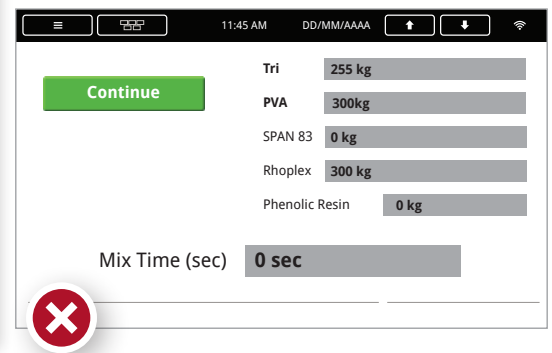 11:45 AM DD/MM/AAAA
Continue
Tri 255 kg
PVA 300kg
SPAN 83 0 kg
Rhoplex 300 kg
Phenolic Resin 0 kg
Mix Time (sec) 0 sec